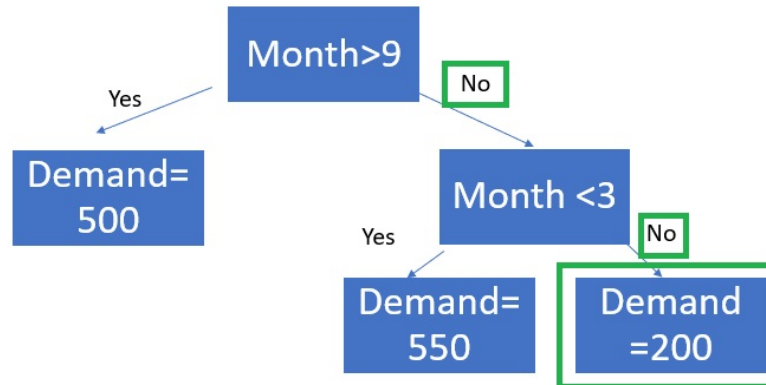 Month>9
Yes
No
Demand=
500
Month <3
Yes
No
Demand=
550
Demand
=200